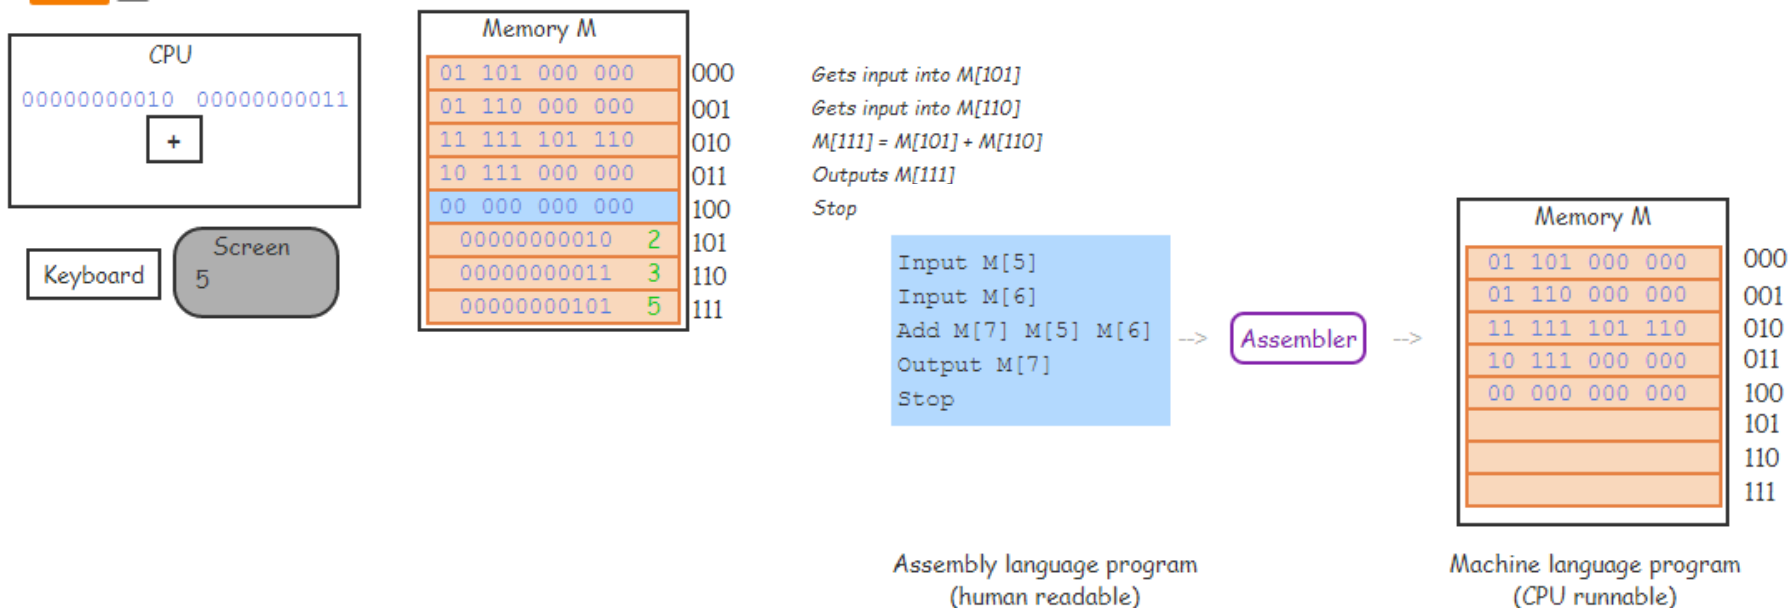 CPU
00000000010 00000000011
+
Keyboard
Screen
5
Memory M
01 101 000 000 000
01 110 000 000 001
11 111 101 110 010
10 111 000 000 011
00 000 000 000 100
00000000010 2 101
00000000011 3 110
00000000101 5 111
Gets input into M[101]
Gets input into M[110]
M[111] = M[101] + M[110]
Outputs M[111]
Stop
Input M[5]
Input M[6]
Add M[7] M[5] M[6]
Output M[7]
Stop
-->
Assembler
-->
Memory M
01 101 000 000 000
01 110 000 000 001
11 111 101 110 010
10 111 000 000 011
00 000 000 000 100
101
110
111
Assembly language program
(human readable)
Machine language program
(CPU runnable)